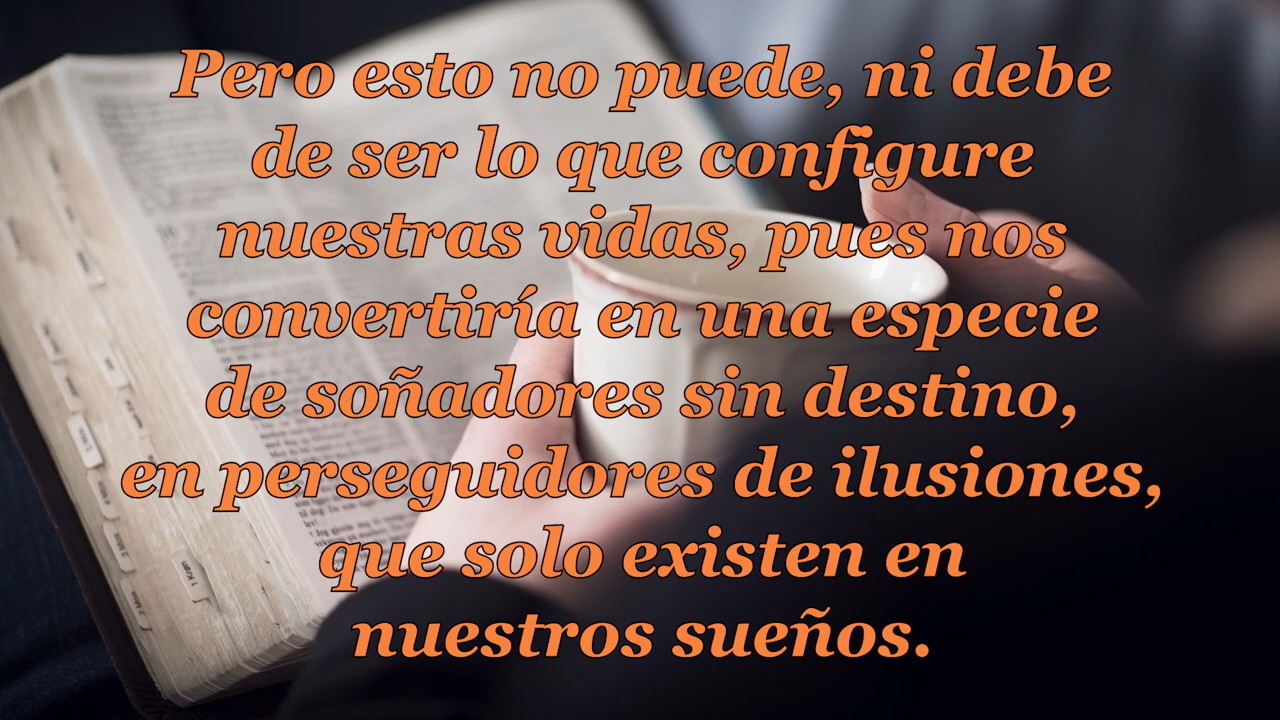 Pero esto no puede, ni debe
de ser lo que configure
nuestras vidas, pues nos
convertiría en una especie
de soñadores sin destino,
en perseguidores de ilusiones,
que solo existen en
nuestros sueños.